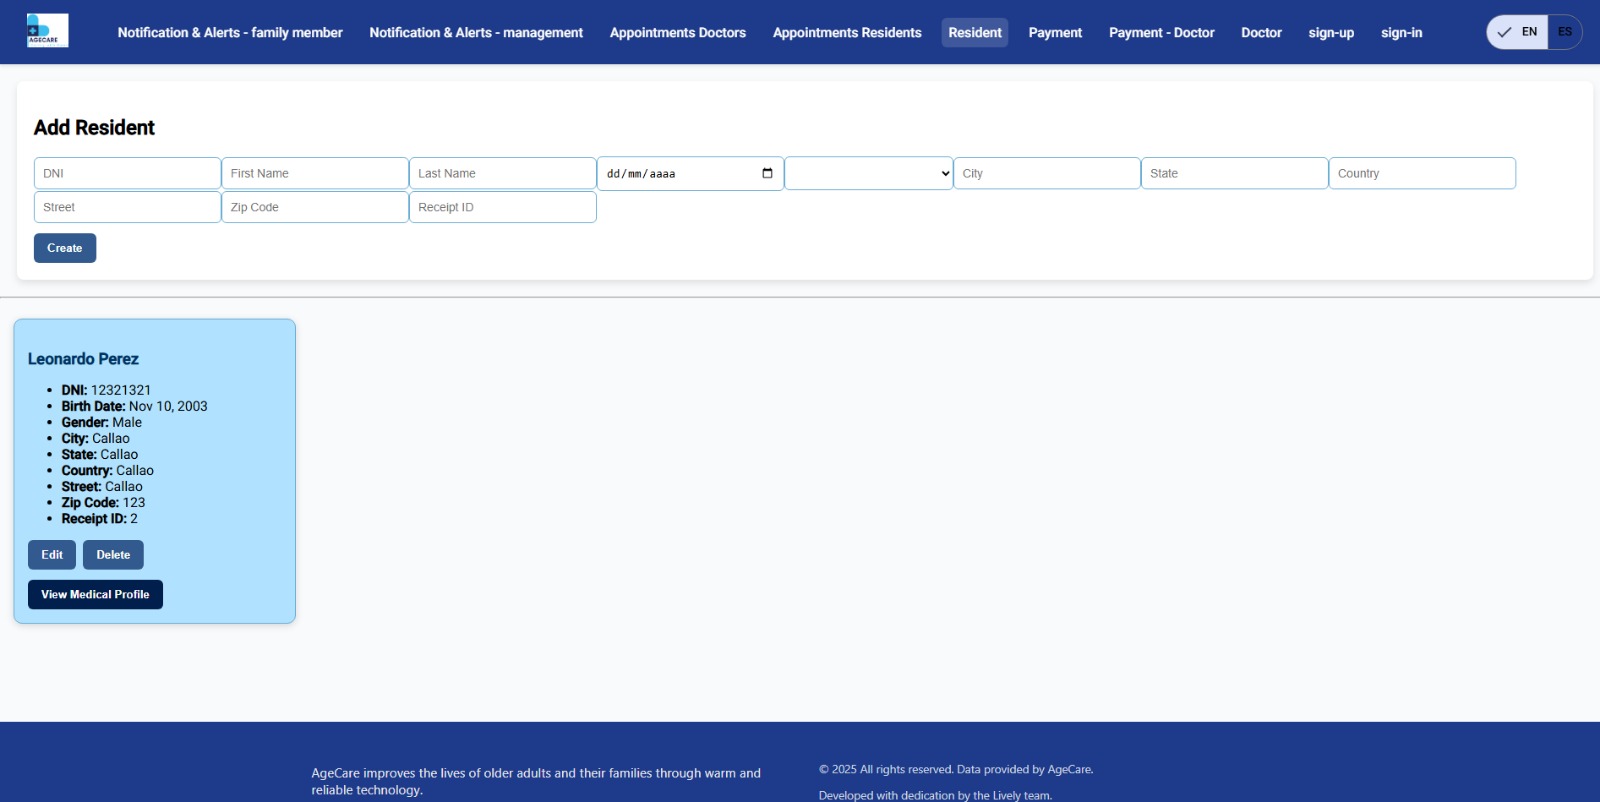 AGECARE
Notification & Alerts - family member Notification & Alerts - management Appointments Doctors Appointments Residents Resident Payment Payment - Doctor Doctor sign-up sign-in EN ES
Add Resident
DNI First Name Last Name dd/mm/aaaa City State Country
Street Zip Code Receipt ID
Create
Leonardo Perez
DNI: 12321321
Birth Date: Nov 10, 2003
Gender: Male
City: Callao
State: Callao
Country: Callao
Street: Callao
Zip Code: 123
Receipt ID: 2
Edit Delete
View Medical Profile
AgeCare improves the lives of older adults and their families through warm and
reliable technology.
© 2025 All rights reserved. Data provided by AgeCare.
Developed with dedication by the Lively team.